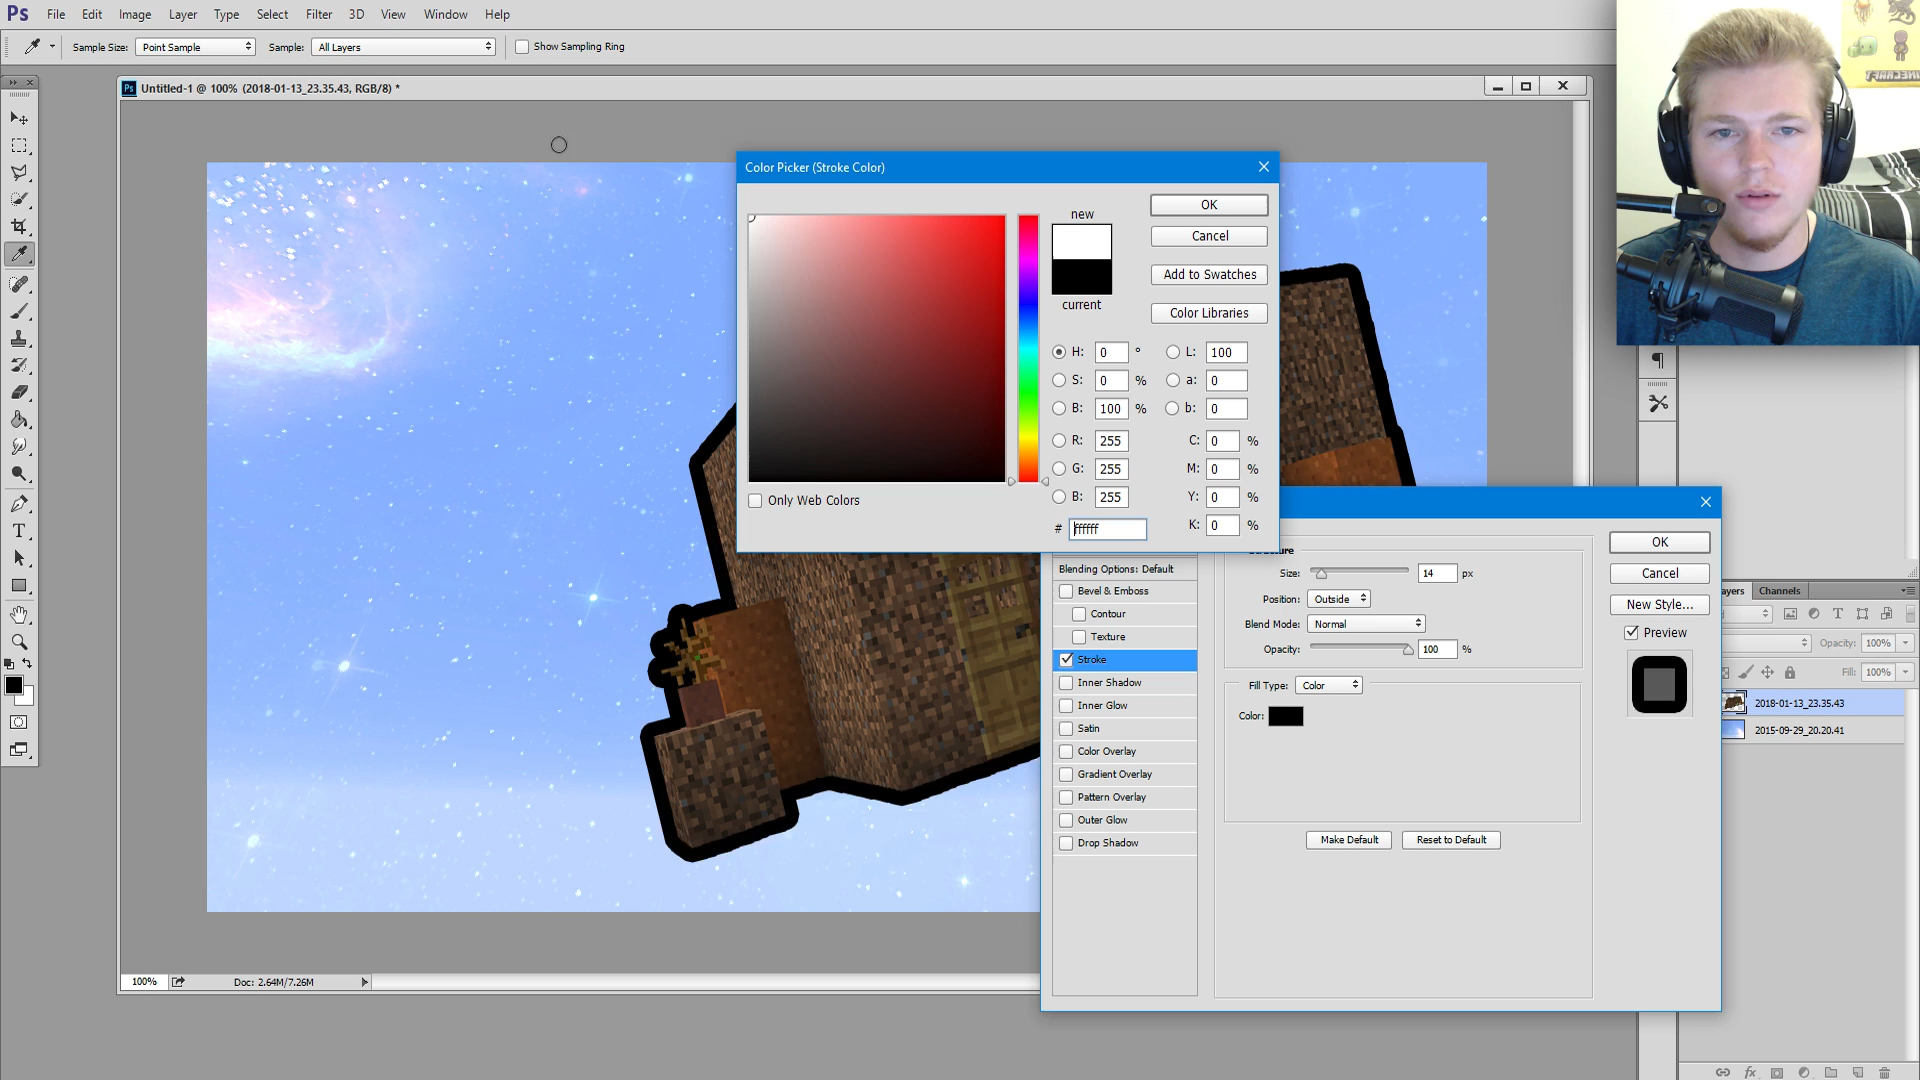 Ps File Edit Image Layer Type Select Filter 3D View Window Help
Sample Size: Point Sample Sample: All Layers Show Sampling Ring
Untitled-1 @ 100% (2018-01-13_23.35.43, RGB/8) *
Color Picker (Stroke Color)
new
current
OK
Cancel
Add to Swatches
Color Libraries
H: 0 ° L: 100
S: 0 % a: 0
B: 100 % b: 0
R: 255 C: 0 %
G: 255 M: 0 %
B: 255 Y: 0 %
# ffffff K: 0 %
Only Web Colors
Blending Options: Default
Bevel & Emboss
Contour
Texture
Stroke
Inner Shadow
Inner Glow
Satin
Color Overlay
Gradient Overlay
Pattern Overlay
Outer Glow
Drop Shadow
Structure
Size: 14 px
Position: Outside
Blend Mode: Normal
Opacity: 100 %
Fill Type: Color
Color:
Make Default Reset to Default
OK
Cancel
New Style...
Preview
ayers Channels
Opacity: 100%
Fill: 100%
2018-01-13_23.35.43
2015-09-29_20.20.41
100% Doc: 2.64M/7.26M
MINECRAFT